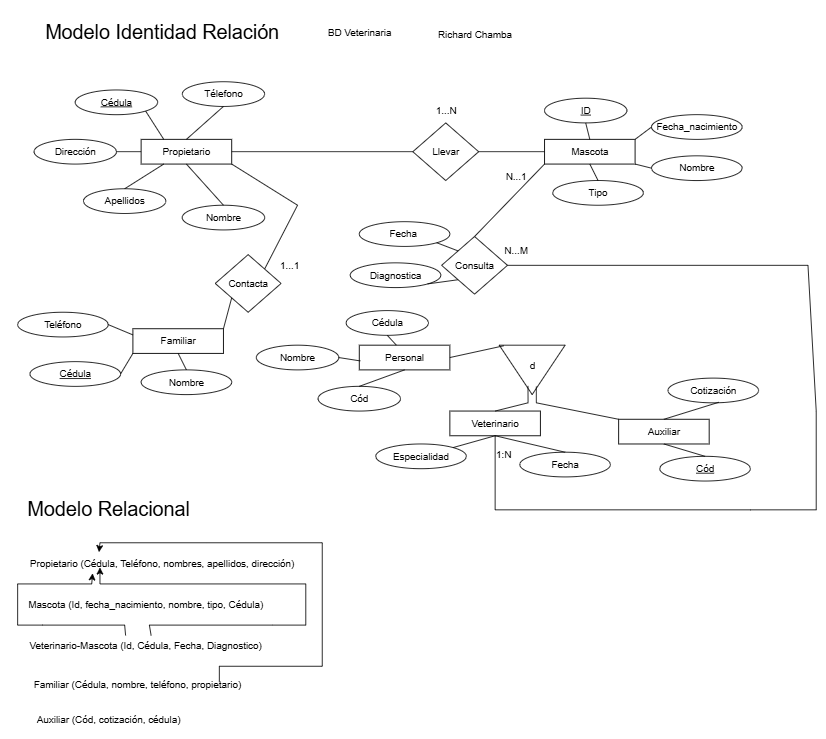 Modelo Identidad Relación
BD Veterinaria
Richard Chamba
Cédula
Télefono
1...N
ID
Fecha_nacimiento
Dirección
Propietario
Llevar
Mascota
Nombre
N...1
Tipo
Apellidos
Nombre
Fecha
N...M
1...1
Consulta
Diagnostica
Contacta
Teléfono
Cédula
Familiar
Nombre
Personal
d
Cédula
Nombre
Cód
Cotización
Veterinario
Auxiliar
Especialidad
1:N
Fecha
Cód
Modelo Relacional
Propietario (Cédula, Teléfono, nombres, apellidos, dirección)
Mascota (Id, fecha_nacimiento, nombre, tipo, Cédula)
Veterinario-Mascota (Id, Cédula, Fecha, Diagnostico)
Familiar (Cédula, nombre, teléfono, propietario)
Auxiliar (Cód, cotización, cédula)